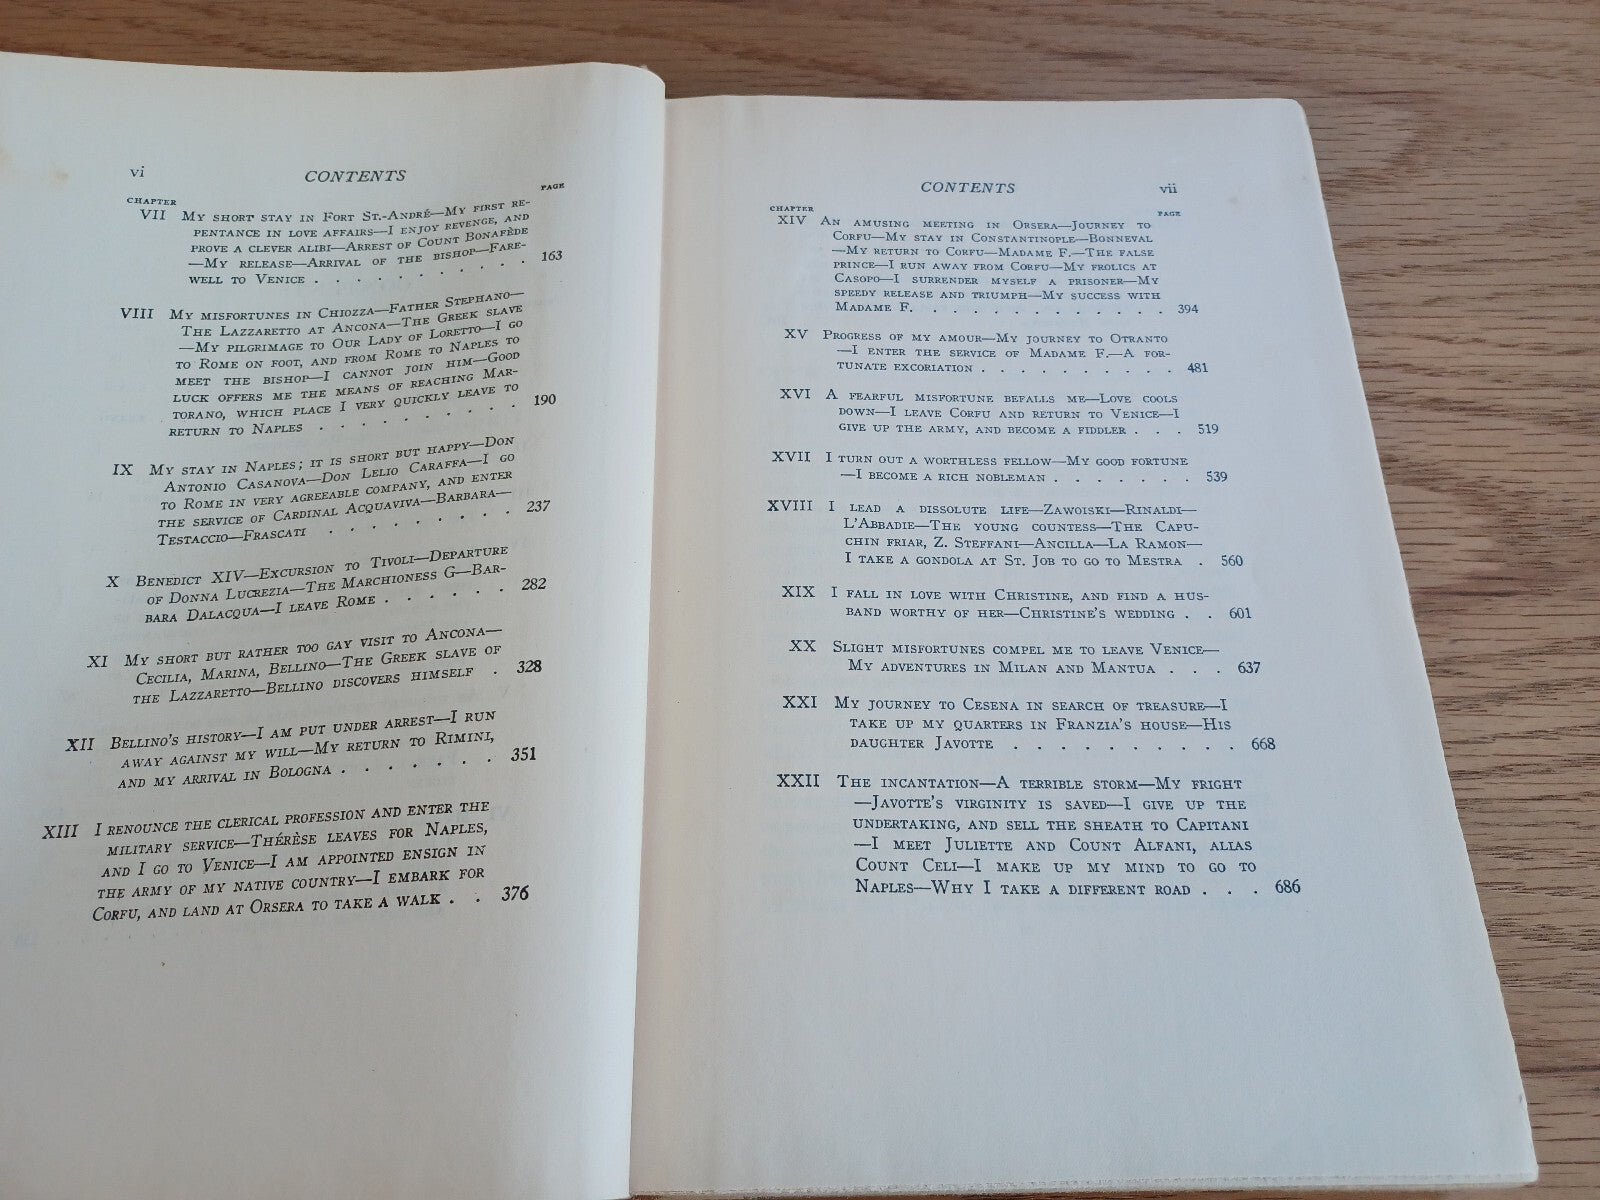 vi
CONTENTS
PAGE
CHAPTER
VII My short stay in Fort St.-André—My first re-
pentance in love affairs—I enjoy revenge, and
prove a clever alibi—Arrest of Count Bonafède
—My release—Arrival of the bishop—Fare-
well to Venice . . . . . . . . . . 163
VIII My misfortunes in Chiozza—Father Stephano—
The Lazzaretto at Ancona—The Greek slave
—My pilgrimage to Our Lady of Loretto—I go
to Rome on foot, and from Rome to Naples to
meet the bishop—I cannot join him—Good
luck offers me the means of reaching Mar-
torano, which place I very quickly leave to
return to Naples . . . . . . . . 190
IX My stay in Naples; it is short but happy—Don
Antonio Casanova—Don Lelio Caraffa—I go
to Rome in very agreeable company, and enter
the service of Cardinal Acquaviva—Barbara—
Testaccio—Frascati . . . . . . . . 237
X Benedict XIV—Excursion to Tivoli—Departure
of Donna Lucrezia—The Marchioness G—Bar-
bara Dalacqua—I leave Rome . . . . . . 282
XI My short but rather too gay visit to Ancona—
Cecilia, Marina, Bellino—The Greek slave of
the Lazzaretto—Bellino discovers himself . 328
XII Bellino's history—I am put under arrest—I run
away against my will—My return to Rimini,
and my arrival in Bologna . . . . . . . 351
XIII I renounce the clerical profession and enter the
military service—Thérèse leaves for Naples,
and I go to Venice—I am appointed ensign in
the army of my native country—I embark for
Corfu, and land at Orsera to take a walk . . 376
CONTENTS
vii
CHAPTER
PAGE
XIV An amusing meeting in Orsera—Journey to
Corfu—My stay in Constantinople—Bonneval
—My return to Corfu—Madame F.—The false
prince—I run away from Corfu—My frolics at
Casopo—I surrender myself a prisoner—My
speedy release and triumph—My success with
Madame F. . . . . . . . . . . . . . 394
XV Progress of my amour—My journey to Otranto
—I enter the service of Madame F.—A for-
tunate excoriation . . . . . . . . . . 481
XVI A fearful misfortune befalls me—Love cools
down—I leave Corfu and return to Venice—I
give up the army, and become a fiddler . . . 519
XVII I turn out a worthless fellow—My good fortune
—I become a rich nobleman . . . . . . . 539
XVIII I lead a dissolute life—Zawoiski—Rinaldi—
L'Abbadie—The young countess—The Capu-
chin friar, Z. Steffani—Ancilla—La Ramon—
I take a gondola at St. Job to go to Mestra . 560
XIX I fall in love with Christine, and find a hus-
band worthy of her—Christine's wedding . . 601
XX Slight misfortunes compel me to leave Venice—
My adventures in Milan and Mantua . . . 637
XXI My journey to Cesena in search of treasure—I
take up my quarters in Franzia's house—His
daughter Javotte . . . . . . . . . . 668
XXII The incantation—A terrible storm—My fright
—Javotte's virginity is saved—I give up the
undertaking, and sell the sheath to Capitani
—I meet Juliette and Count Alfani, alias
Count Celi—I make up my mind to go to
Naples—Why I take a different road . . . 686